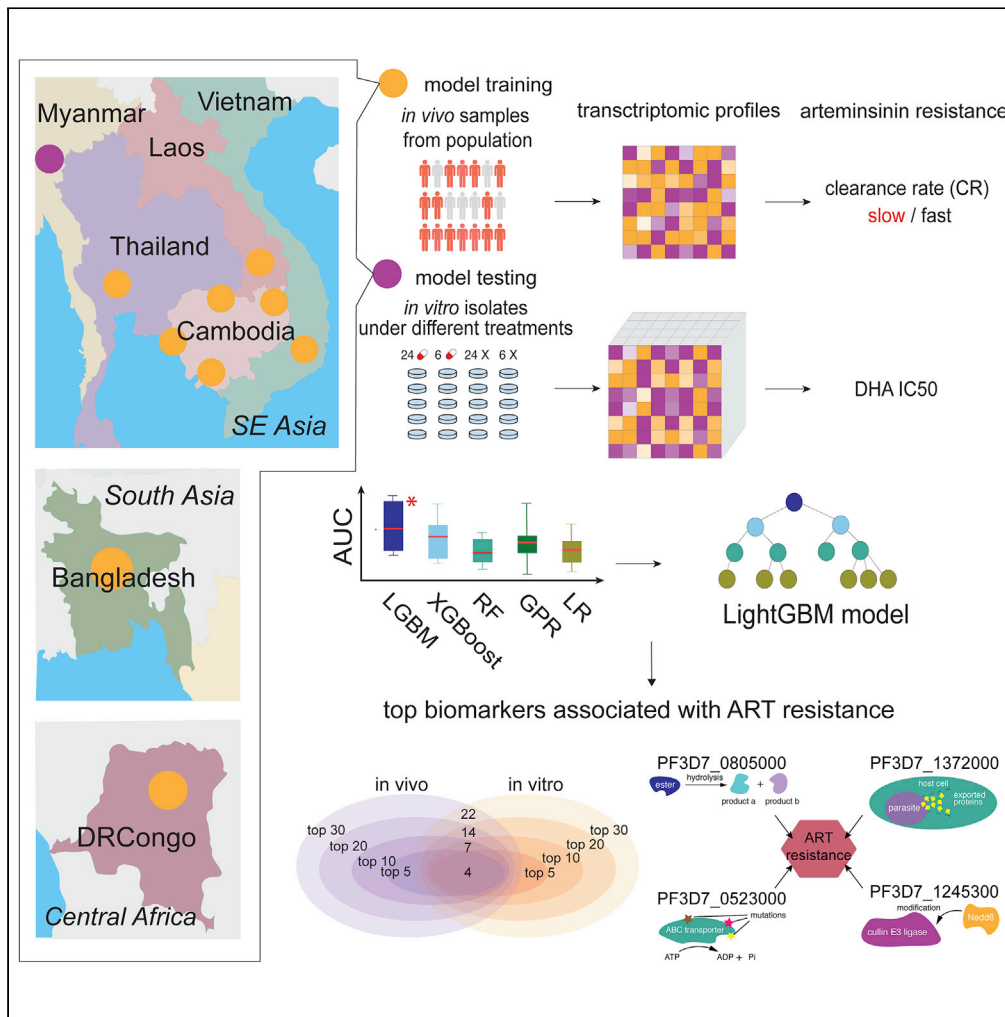 Myanmar
Vietnam
Laos
Thailand
Cambodia
SE Asia
South Asia
Bangladesh
DRCongo
Central Africa
model training
in vivo samples
from population
transctriptomic profiles
arteminsinin resistance
clearance rate (CR)
slow / fast
model testing
in vitro isolates
under different treatments
24 6 24 X 6 X
DHA IC50
AUC
*
LGBM
XGBoost
RF
GPR
LR
LightGBM model
top biomarkers associated with ART resistance
in vivo
in vitro
22
top 30 14 top 30
top 20 7 top 20
top 10 top 10
top 5 4 top 5
PF3D7_0805000
hydrolysis
ester
+
product a
product b
PF3D7_1372000
host cell
parasite
exported
proteins
ART
resistance
PF3D7_0523000
mutations
ABC transporter
ATP
ADP + Pi
PF3D7_1245300
modification
Nedd8
cullin E3 ligase